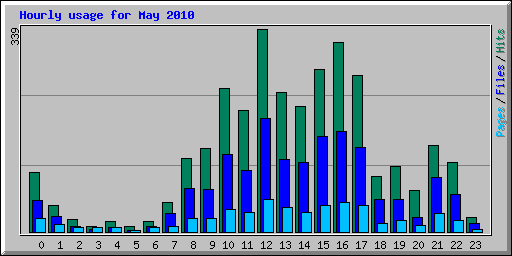 Hourly usage for May 2010
339
Pages/Files/Hits
0 1 2 3 4 5 6 7 8 9 10 11 12 13 14 15 16 17 18 19 20 21 22 23